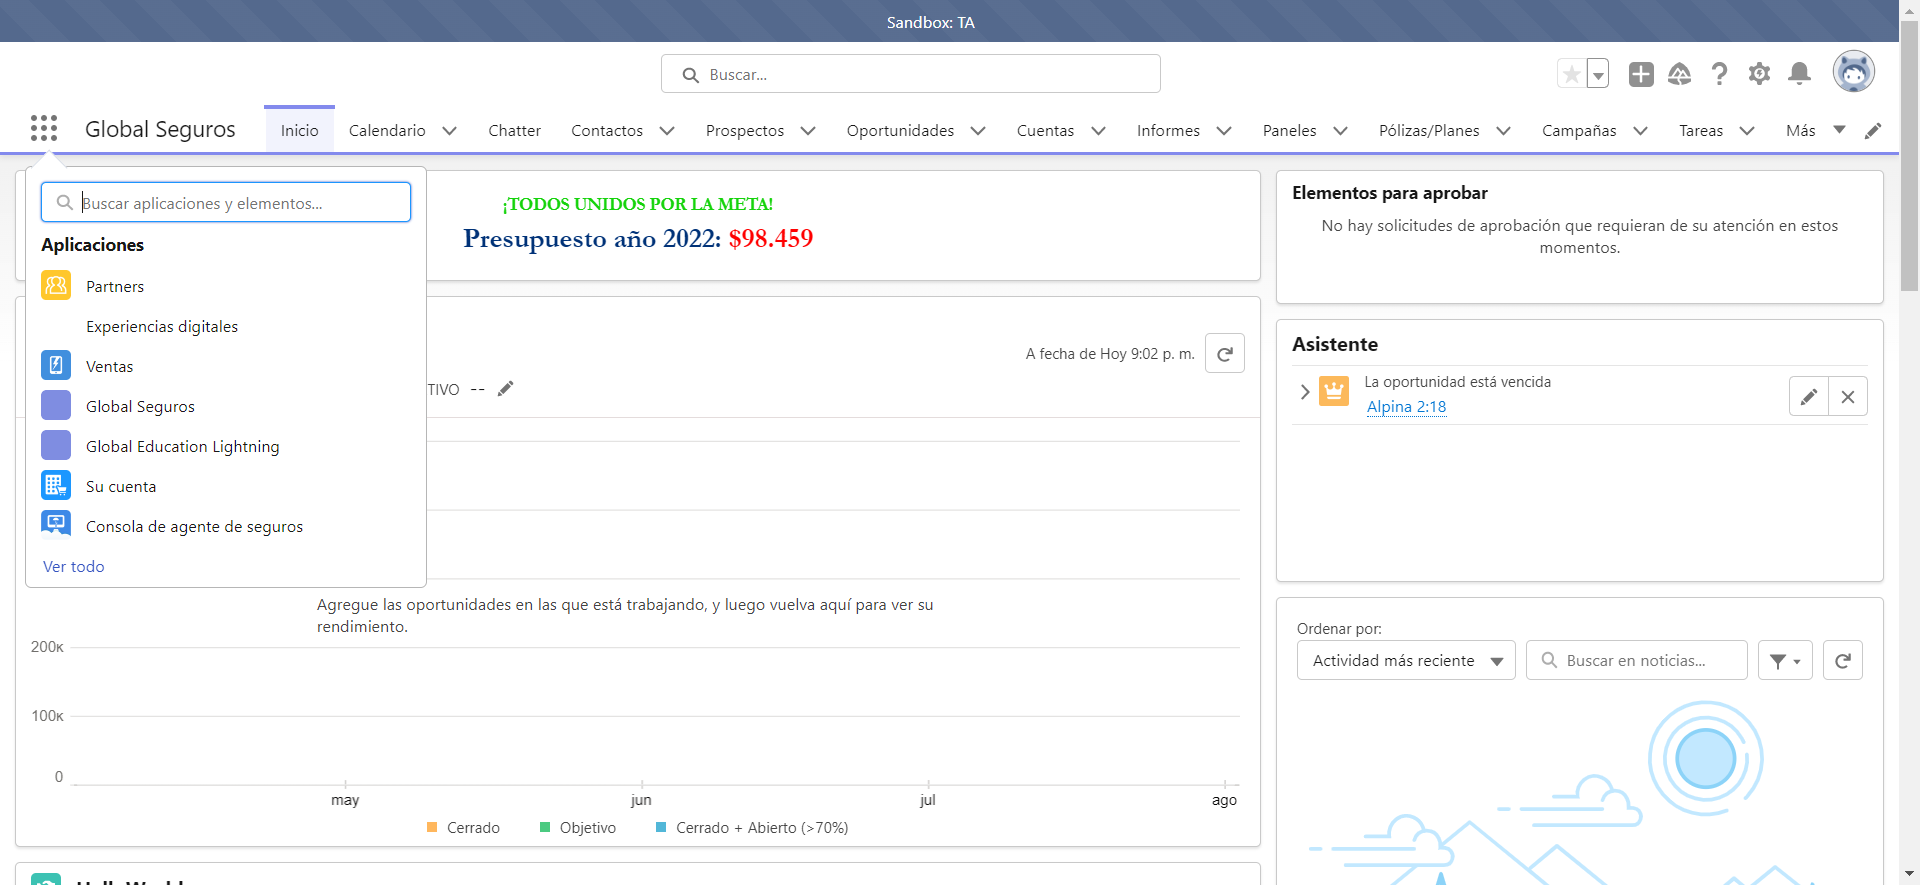 Sandbox: TA
Buscar...
Global Seguros
Inicio
Calendario
Chatter
Contactos
Prospectos
Oportunidades
Cuentas
Informes
Paneles
Pólizas/Planes
Campañas
Tareas
Más
Buscar aplicaciones y elementos...
Aplicaciones
Partners
Experiencias digitales
Ventas
Global Seguros
Global Education Lightning
Su cuenta
Consola de agente de seguros
Ver todo
¡TODOS UNIDOS POR LA META!
Presupuesto año 2022: $98.459
A fecha de Hoy 9:02 p. m.
TIVO --
Agregue las oportunidades en las que está trabajando, y luego vuelva aquí para ver su
rendimiento.
200K
100K
0
may
jun
jul
ago
Cerrado
Objetivo
Cerrado + Abierto (>70%)
Elementos para aprobar
No hay solicitudes de aprobación que requieran de su atención en estos
momentos.
Asistente
La oportunidad está vencida
Alpina 2:18
Ordenar por:
Actividad más reciente
Buscar en noticias...